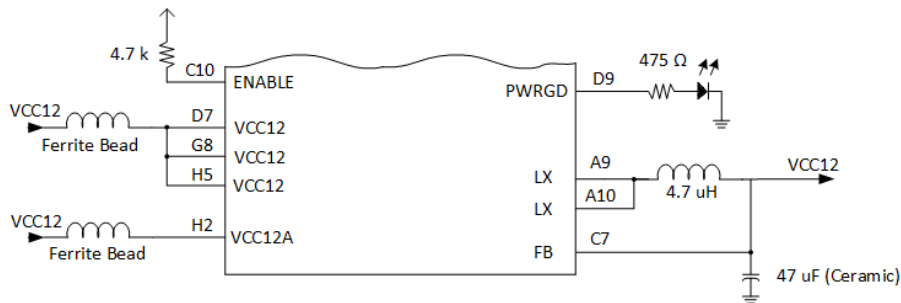 4.7 k
C10
ENABLE
VCC12
Ferrite Bead
D7
VCC12
G8
VCC12
H5
VCC12
VCC12
Ferrite Bead
H2
VCC12A
PWRGD
D9
475 Ω
LX
A9
LX
A10
4.7 uH
VCC12
FB
C7
47 uF (Ceramic)